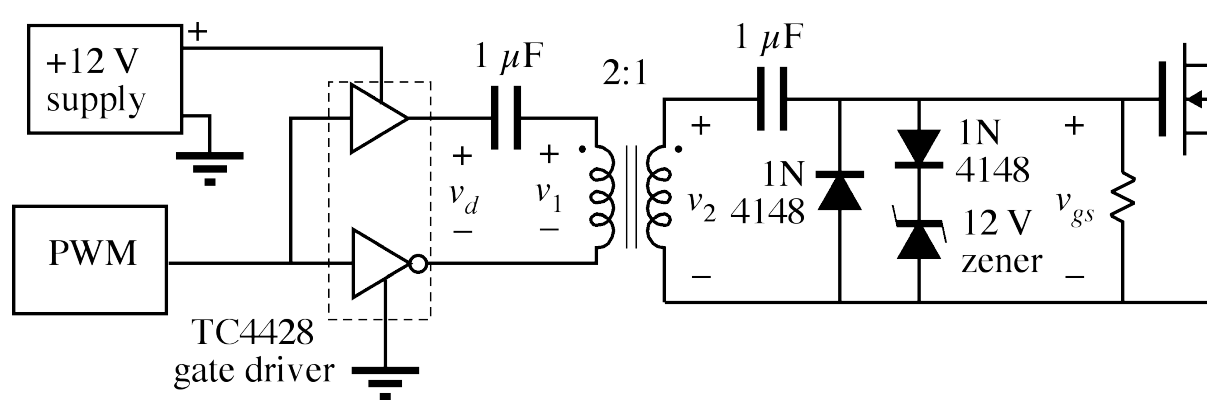 +
+12 V
supply
1 µF
2:1
1 µF
+
v_d
−
+
v_1
−
+
v_2
−
1N
4148
1N
4148
12 V
zener
+
v_gs
−
PWM
TC4428
gate driver